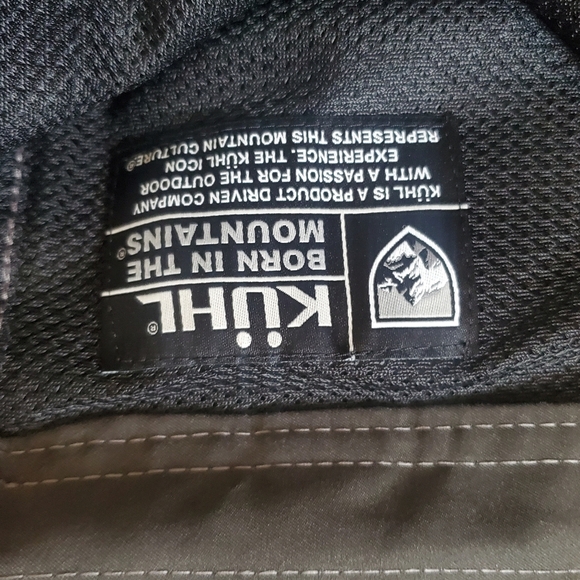 KÜHL®
BORN IN THE
MOUNTAINS®
KÜHL IS A PRODUCT DRIVEN COMPANY
WITH A PASSION FOR THE OUTDOOR
EXPERIENCE. THE KÜHL ICON
REPRESENTS THIS MOUNTAIN CULTURE®